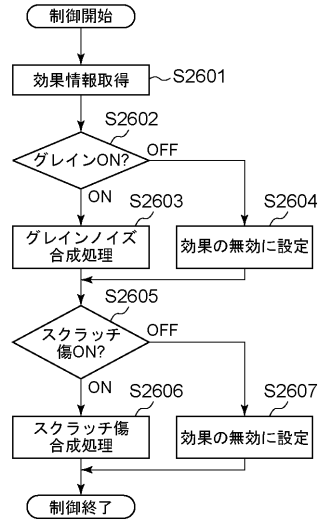 制御開始
効果情報取得
S2601
S2602
グレインON?
OFF
ON
S2603
グレインノイズ
合成処理
S2604
効果の無効に設定
S2605
スクラッチ
傷ON?
OFF
ON
S2606
スクラッチ傷
合成処理
S2607
効果の無効に設定
制御終了